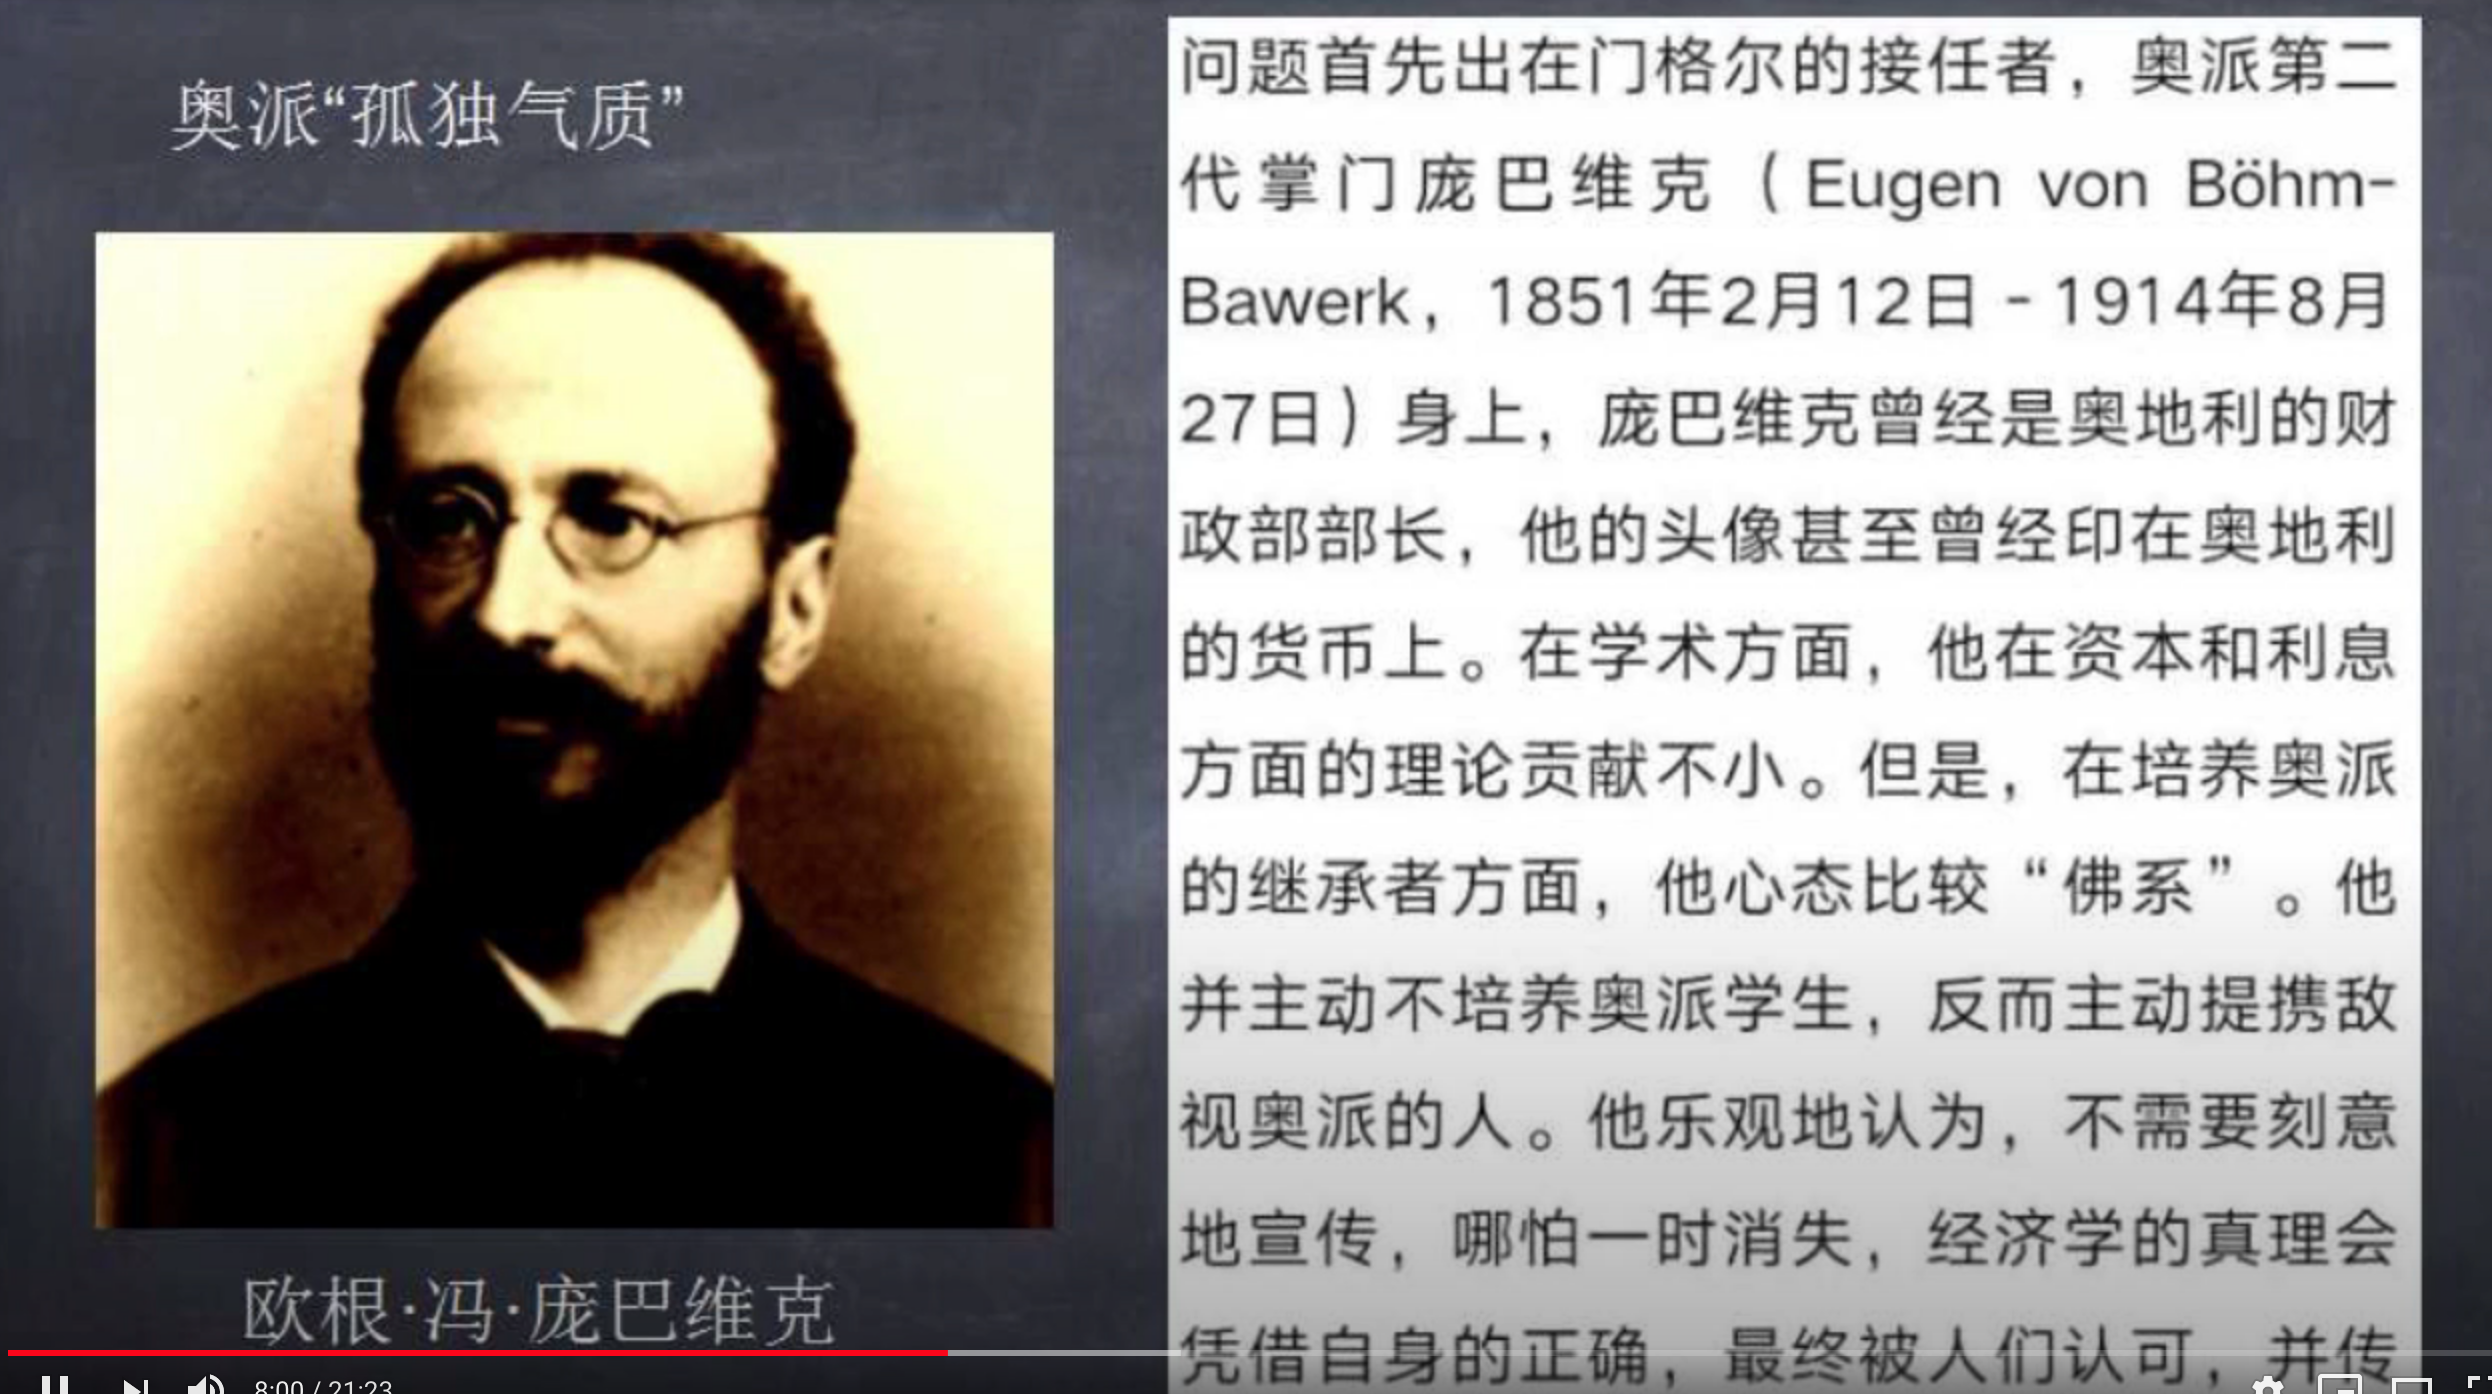 奥派“孤独气质”
欧根·冯·庞巴维克
问题首先出在门格尔的接任者，奥派第二
代掌门庞巴维克（Eugen von Böhm-
Bawerk，1851年2月12日-1914年8月
27日）身上，庞巴维克曾经是奥地利的财
政部部长，他的头像甚至曾经印在奥地利
的货币上。在学术方面，他在资本和利息
方面的理论贡献不小。但是，在培养奥派
的继承者方面，他心态比较“佛系”。他
并主动不培养奥派学生，反而主动提携敌
视奥派的人。他乐观地认为，不需要刻意
地宣传，哪怕一时消失，经济学的真理会
凭借自身的正确，最终被人们认可，并传
8:00 / 21:23